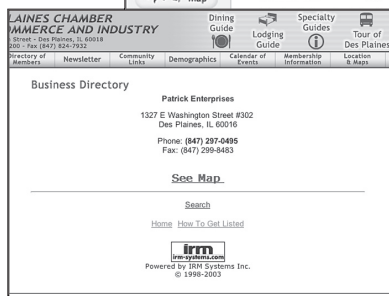 Map
LAINES CHAMBER
MMERCE AND INDUSTRY
Street - Des Plaines, IL 60018
200 - Fax (847) 824-7932
Dining
Guide
Lodging
Guide
Specialty
Guides
Tour
Des Plaines
Directory of
Members
Newsletter
Community
Links
Demographics
Calendar of
Events
Membership
Information
Location
& Maps
Business Directory
Patrick Enterprises
1327 E Washington Street #302
Des Plaines, IL 60016
Phone: (847) 297-0495
Fax: (847) 299-8483
See Map
Search
Home How To Get Listed
irm
irm-systems.com
Powered by IRM Systems Inc.
© 1998-2003